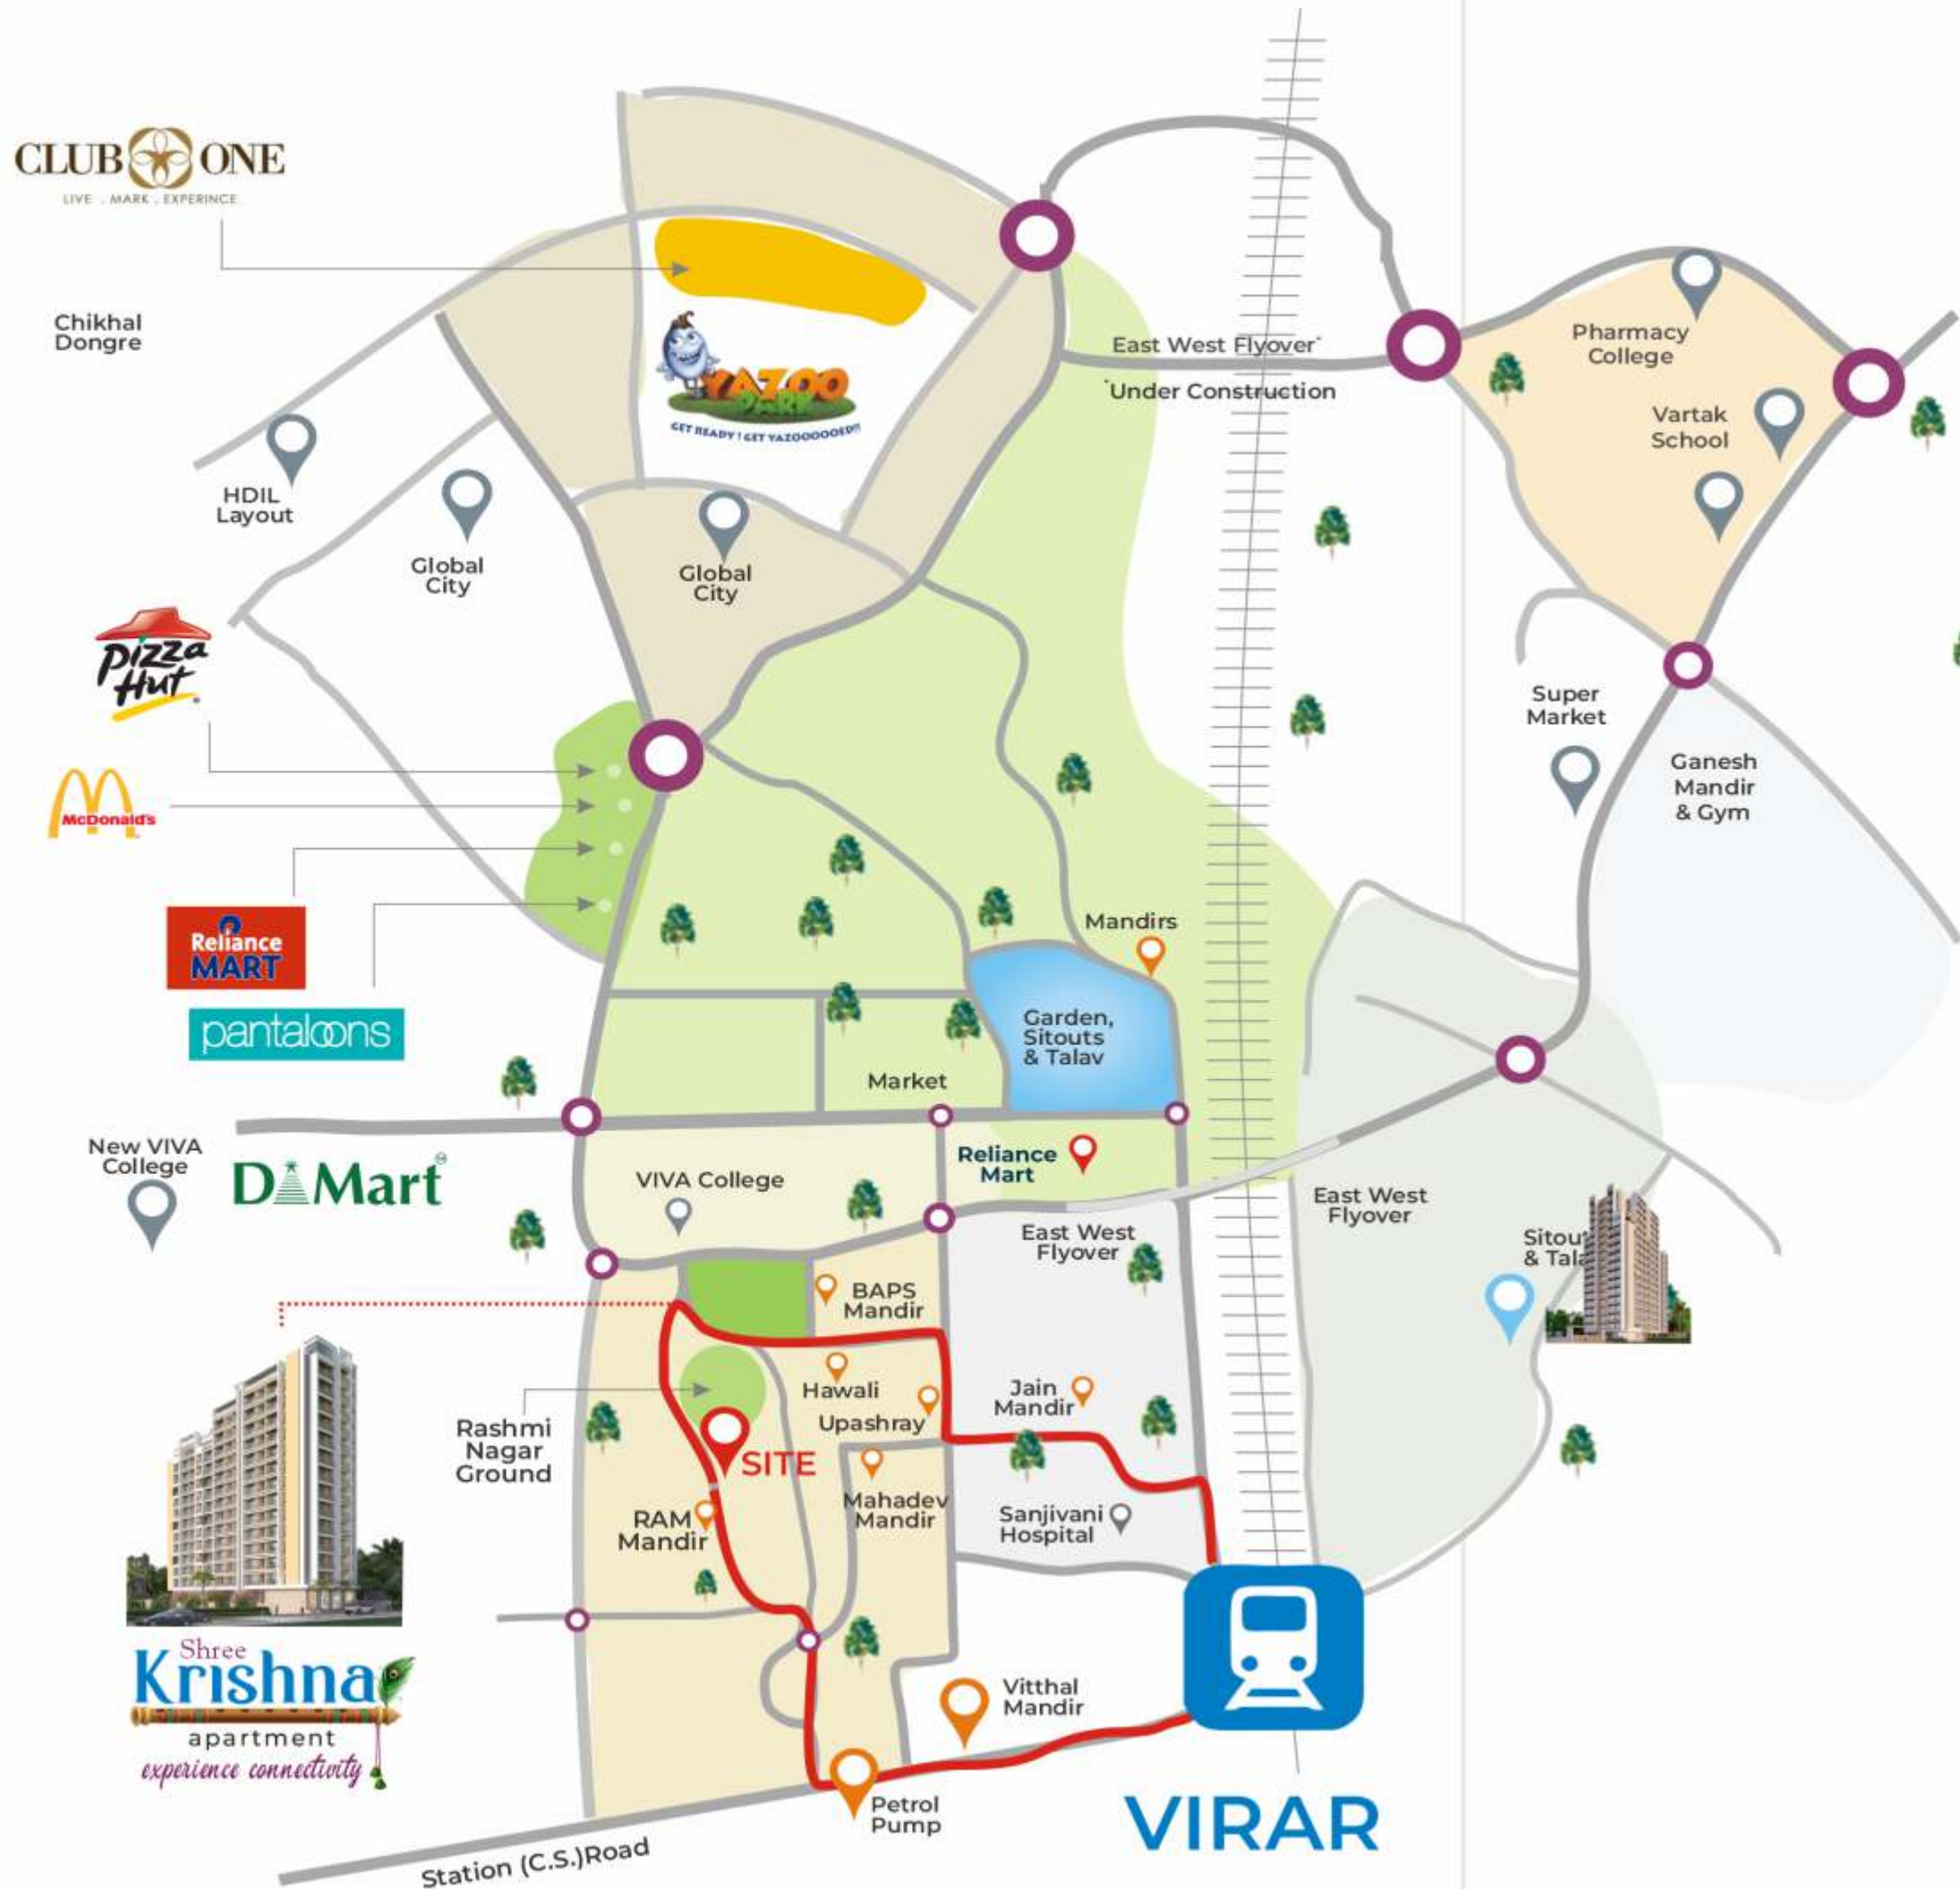 CLUB ONE
LIVE . MARK . EXPERINCE
Chikhal
Dongre
YAZOO
PARK
GET READY ! GET YAZOOOOOED!!
East West Flyover*
*Under Construction
Pharmacy
College
Vartak
School
HDIL
Layout
Global
City
Global
City
Pizza
Hut
McDonald's
Reliance
MART
pantaloons
Super
Market
Ganesh
Mandir
& Gym
Mandirs
Garden,
Sitouts
& Talav
Market
New VIVA
College
D Mart
VIVA College
Reliance
Mart
East West
Flyover
East West
Flyover
Sitou
& Tala
BAPS
Mandir
Hawali
Upashray
Jain
Mandir
Rashmi
Nagar
Ground
SITE
RAM
Mandir
Mahadev
Mandir
Sanjivani
Hospital
Shree
Krishna
apartment
experience connectivity
Vitthal
Mandir
Petrol
Pump
VIRAR
Station (C.S.)Road